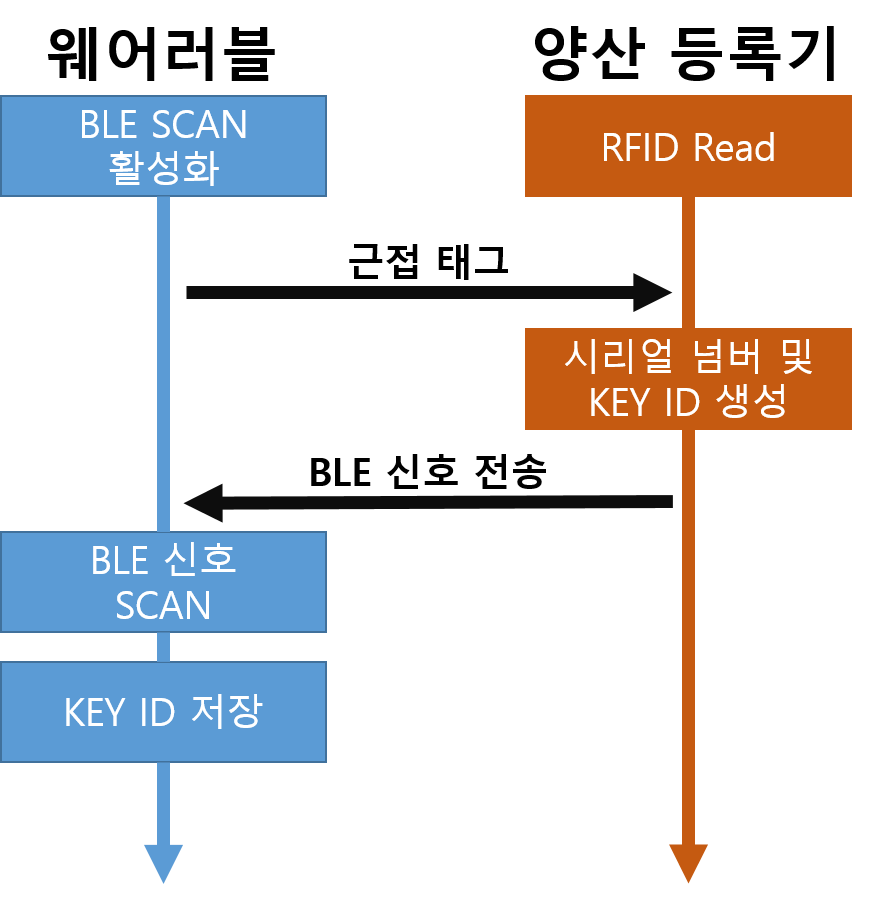 웨어러블
양산 등록기
BLE SCAN
활성화
RFID Read
근접 태그
시리얼 넘버 및
KEY ID 생성
BLE 신호 전송
BLE 신호
SCAN
KEY ID 저장